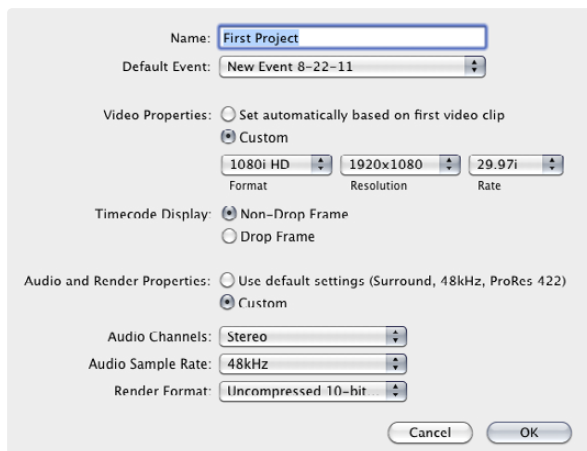 Name: First Project
Default Event: New Event 8-22-11
Video Properties: Set automatically based on first video clip
Custom
1080i HD 1920x1080 29.97i
Format Resolution Rate
Timecode Display: Non-Drop Frame
Drop Frame
Audio and Render Properties: Use default settings (Surround, 48kHz, ProRes 422)
Custom
Audio Channels: Stereo
Audio Sample Rate: 48kHz
Render Format: Uncompressed 10-bit...
Cancel OK